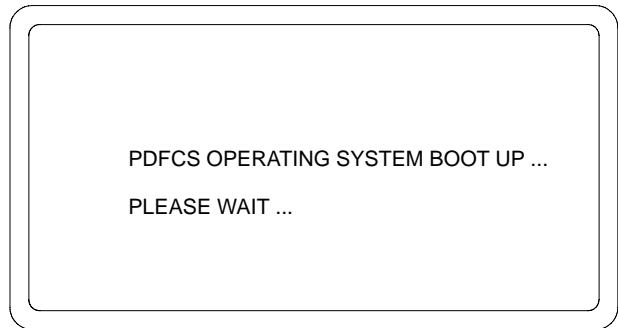 PDFCS OPERATING SYSTEM BOOT UP ...
PLEASE WAIT ...